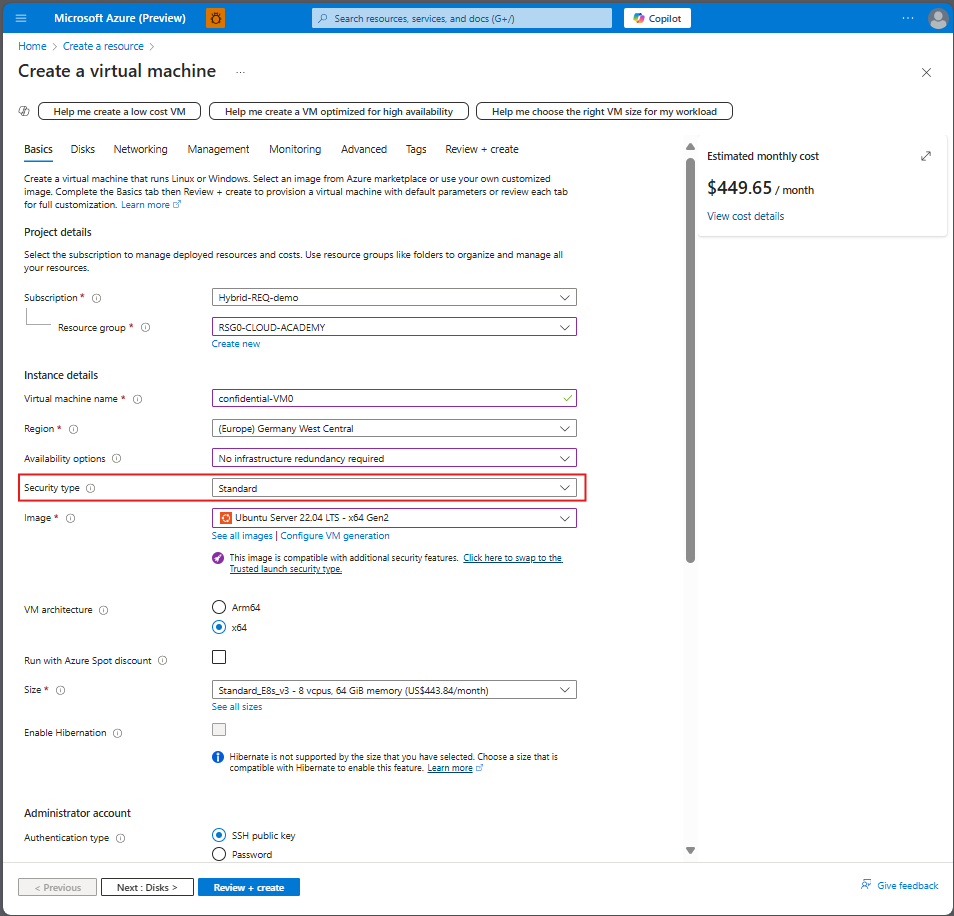 Microsoft Azure (Preview)
Search resources, services, and docs (G+/)
Copilot
...
Home > Create a resource >
Create a virtual machine ...
Help me create a low cost VM
Help me create a VM optimized for high availability
Help me choose the right VM size for my workload
Basics Disks Networking Management Monitoring Advanced Tags Review + create
Create a virtual machine that runs Linux or Windows. Select an image from Azure marketplace or use your own customized
image. Complete the Basics tab then Review + create to provision a virtual machine with default parameters or review each tab
for full customization. Learn more
Estimated monthly cost
$449.65 / month
View cost details
Project details
Select the subscription to manage deployed resources and costs. Use resource groups like folders to organize and manage all
your resources.
Subscription *
Hybrid-REQ-demo
Resource group *
RSG0-CLOUD-ACADEMY
Create new
Instance details
Virtual machine name *
confidential-VM0
Region *
(Europe) Germany West Central
Availability options
No infrastructure redundancy required
Security type
Standard
Image *
Ubuntu Server 22.04 LTS - x64 Gen2
See all images | Configure VM generation
This image is compatible with additional security features. Click here to swap to the
Trusted launch security type.
VM architecture
Arm64
x64
Run with Azure Spot discount
Size *
Standard_E8s_v3 - 8 vcpus, 64 GiB memory (US$443.84/month)
See all sizes
Enable Hibernation
Hibernate is not supported by the size that you have selected. Choose a size that is
compatible with Hibernate to enable this feature. Learn more
Administrator account
Authentication type
SSH public key
Password
< Previous
Next : Disks >
Review + create
Give feedback